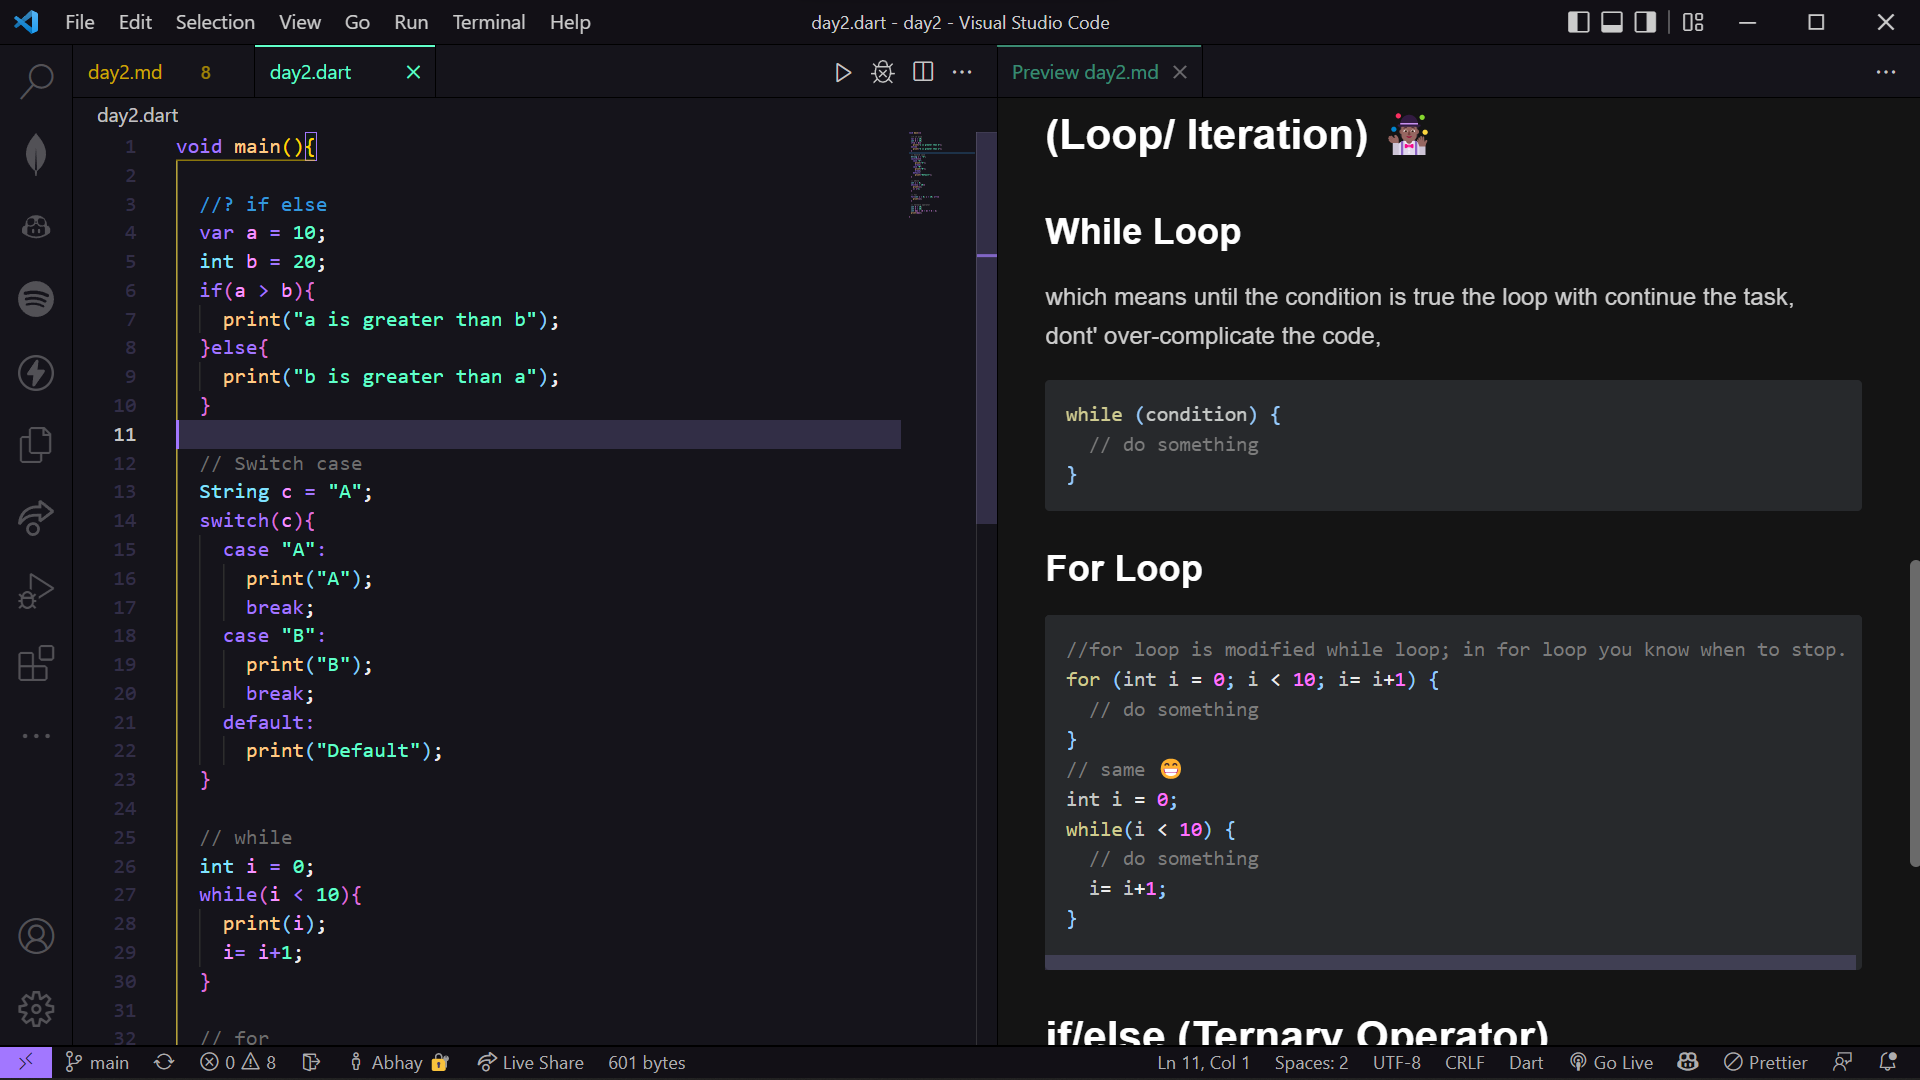 File Edit Selection View Go Run Terminal Help
day2.dart - day2 - Visual Studio Code
day2.md 8
day2.dart
Preview day2.md
day2.dart
1 void main(){
2
3 //? if else
4 var a = 10;
5 int b = 20;
6 if(a > b){
7 print("a is greater than b");
8 }else{
9 print("b is greater than a");
10 }
11
12 // Switch case
13 String c = "A";
14 switch(c){
15 case "A":
16 print("A");
17 break;
18 case "B":
19 print("B");
20 break;
21 default:
22 print("Default");
23 }
24
25 // while
26 int i = 0;
27 while(i < 10){
28 print(i);
29 i= i+1;
30 }
31
32 // for
(Loop/ Iteration)
While Loop
which means until the condition is true the loop with continue the task,
dont' over-complicate the code,
while (condition) {
// do something
}
For Loop
//for loop is modified while loop; in for loop you know when to stop.
for (int i = 0; i < 10; i= i+1) {
// do something
}
// same 😁
int i = 0;
while(i < 10) {
// do something
i= i+1;
}
if/else (Ternary Operator)
main 0 8 Abhay 🔐 Live Share 601 bytes
Ln 11, Col 1 Spaces: 2 UTF-8 CRLF Dart Go Live Prettier